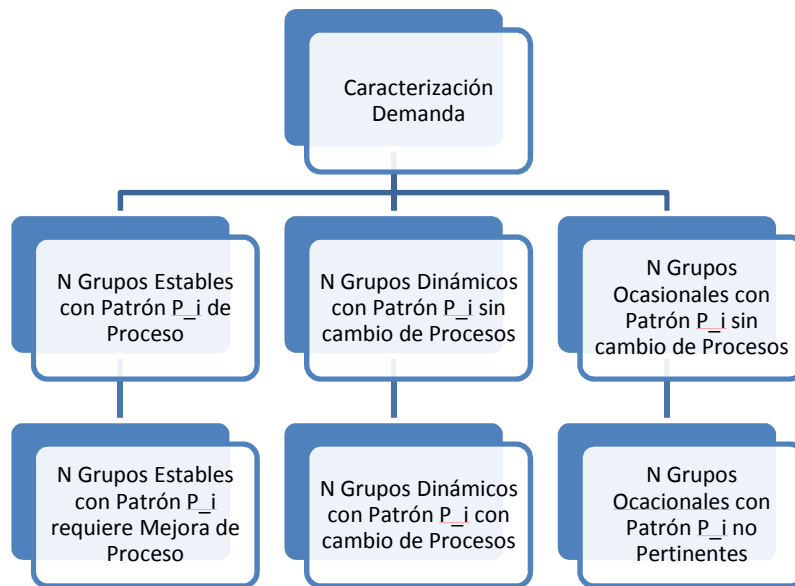 Caracterización
Demanda
N Grupos Estables
con Patrón P_i de
Proceso
N Grupos Dinámicos
con Patrón P_i sin
cambio de Procesos
N Grupos
Ocasionales con
Patrón P_i sin
cambio de Procesos
N Grupos Estables
con Patrón P_i
requiere Mejora de
Proceso
N Grupos Dinámicos
con Patrón P_i con
cambio de Procesos
N Grupos
Ocacionales con
Patrón P_i no
Pertinentes